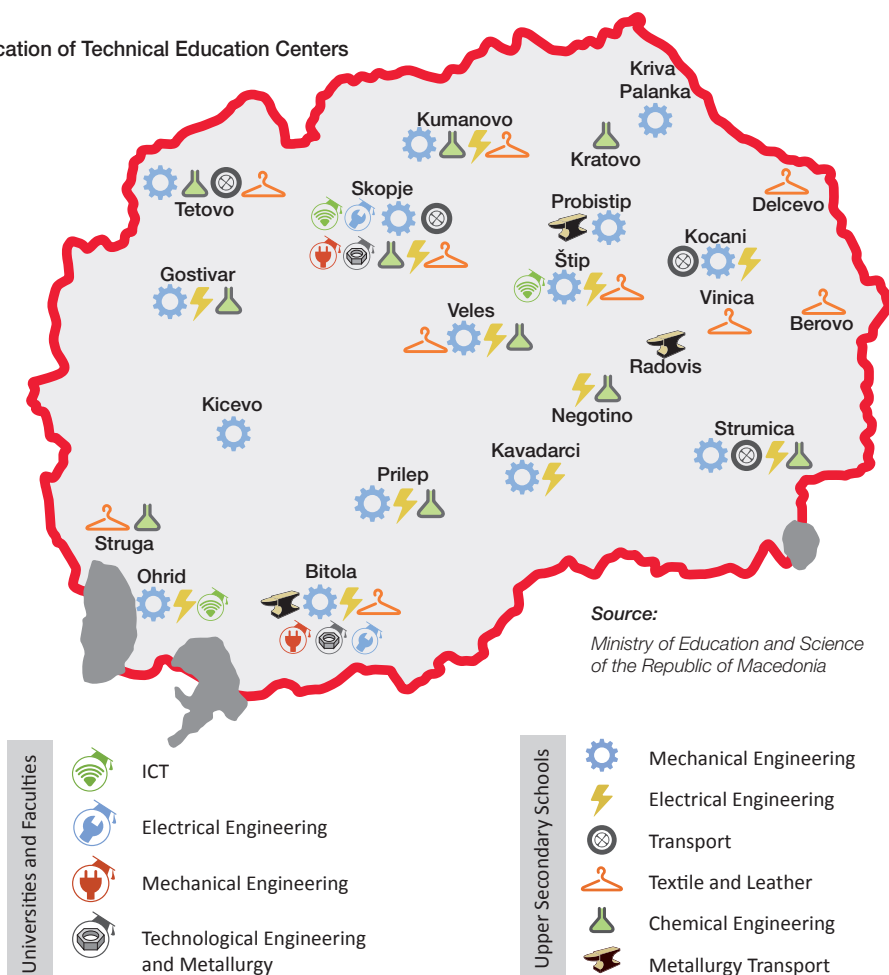 cation of Technical Education Centers
Kriva
Palanka
Kumanovo
Kratovo
Tetovo
Skopje
Probistip
Delcevo
Kocani
Štip
Gostivar
Vinica
Berovo
Veles
Radovis
Negotino
Kicevo
Strumica
Kavadarci
Prilep
Struga
Ohrid
Bitola
Source:
Ministry of Education and Science
of the Republic of Macedonia
Universities and Faculties
ICT
Electrical Engineering
Mechanical Engineering
Technological Engineering
and Metallurgy
Upper Secondary Schools
Mechanical Engineering
Electrical Engineering
Transport
Textile and Leather
Chemical Engineering
Metallurgy Transport